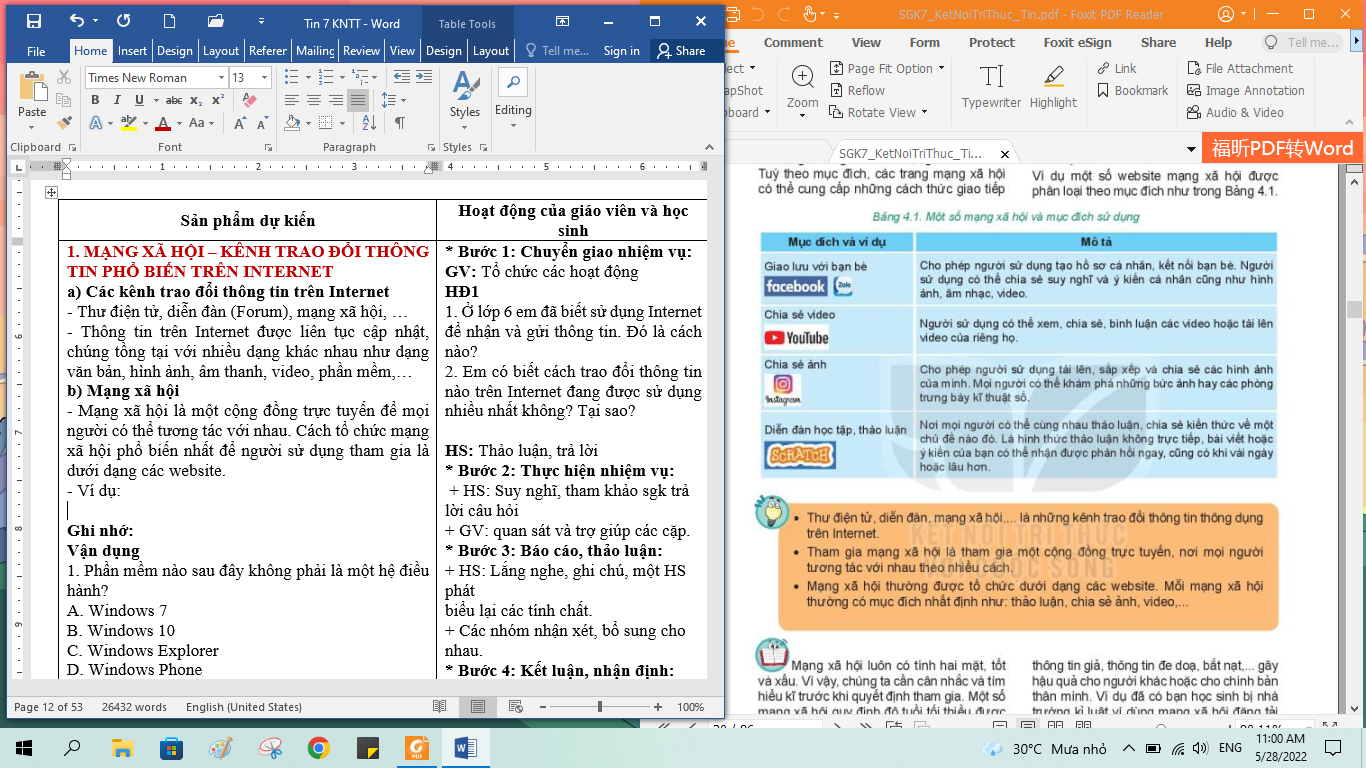 Tin 7 KNTT - Word
Table Tools
File
Home
Insert
Design
Layout
Referer
Mailing
Review
View
Design
Layout
Tell me...
Sign in
Share
Paste
Times New Roman
13
B I U abc x₂ x²
A
Aa
Styles
Editing
Clipboard
Font
Paragraph
Styles
L
1 2 3 4 5 6
Sản phẩm dự kiến
Hoạt động của giáo viên và học
sinh
1. MẠNG XÃ HỘI – KÊNH TRAO ĐỔI THÔNG
TIN PHỔ BIẾN TRÊN INTERNET
a) Các kênh trao đổi thông tin trên Internet
- Thư điện tử, diễn đàn (Forum), mạng xã hội, …
- Thông tin trên Internet được liên tục cập nhật,
chúng tồng tại với nhiều dạng khác nhau như dạng
văn bản, hình ảnh, âm thanh, video, phần mềm,…
b) Mạng xã hội
- Mạng xã hội là một cộng đồng trực tuyến để mọi
người có thể tương tác với nhau. Cách tổ chức mạng
xã hội phổ biến nhất để người sử dụng tham gia là
dưới dạng các website.
- Ví dụ:
Ghi nhớ:
Vận dụng
1. Phần mềm nào sau đây không phải là một hệ điều
hành?
A. Windows 7
B. Windows 10
C. Windows Explorer
D. Windows Phone
* Bước 1: Chuyển giao nhiệm vụ:
GV: Tổ chức các hoạt động
HĐ1
1. Ở lớp 6 em đã biết sử dụng Internet
để nhận và gửi thông tin. Đó là cách
nào?
2. Em có biết cách trao đổi thông tin
nào trên Internet đang được sử dụng
nhiều nhất không? Tại sao?
HS: Thảo luận, trả lời
* Bước 2: Thực hiện nhiệm vụ:
+ HS: Suy nghĩ, tham khảo sgk trả
lời câu hỏi
+ GV: quan sát và trợ giúp các cặp.
* Bước 3: Báo cáo, thảo luận:
+ HS: Lắng nghe, ghi chú, một HS
phát
biểu lại các tính chất.
+ Các nhóm nhận xét, bổ sung cho
nhau.
* Bước 4: Kết luận, nhận định:
Page 12 of 53
26432 words
English (United States)
100%
SGK7_KetNoiTriThuc_Tin.pdf - Foxit PDF Reader
Comment
View
Form
Protect
Foxit eSign
Share
Help
Tell me...
Zoom
Page Fit Option
Reflow
Rotate View
Typewriter
Highlight
Link
Bookmark
File Attachment
Image Annotation
Audio & Video
SGK7_KetNoiTriThuc_Ti...
福昕PDF转Word
Tuỳ theo mục đích, các trang mạng xã hội
có thể cung cấp những cách thức giao tiếp
Ví dụ một số website mạng xã hội được
phân loại theo mục đích như trong Bảng 4.1.
Bảng 4.1. Một số mạng xã hội và mục đích sử dụng
Mục đích và ví dụ
Mô tả
Giao lưu với bạn bè
facebook
Zalo
Cho phép người sử dụng tạo hồ sơ cá nhân, kết nối bạn bè. Người
sử dụng có thể chia sẻ suy nghĩ và ý kiến cá nhân cũng như hình
ảnh, âm nhạc, video.
Chia sẻ video
YouTube
Người sử dụng có thể xem, chia sẻ, bình luận các video hoặc tải lên
video của riêng họ.
Chia sẻ ảnh
Instagram
Cho phép người sử dụng tải lên, sắp xếp và chia sẻ các hình ảnh
của mình. Mọi người có thể khám phá những bức ảnh hay các phòng
trưng bày kĩ thuật số.
Diễn đàn học tập, thảo luận
SCRATCH
Nơi mọi người có thể cùng nhau thảo luận, chia sẻ kiến thức về một
chủ đề nào đó. Là hình thức thảo luận không trực tiếp, bài viết hoặc
ý kiến của bạn có thể nhận được phản hồi ngay, cũng có khi vài ngày
hoặc lâu hơn.
• Thư điện tử, diễn đàn, mạng xã hội,... là những kênh trao đổi thông tin thông dụng
trên Internet.
• Tham gia mạng xã hội là tham gia một cộng đồng trực tuyến, nơi mọi người
tương tác với nhau theo nhiều cách.
• Mạng xã hội thường được tổ chức dưới dạng các website. Mỗi mạng xã hội
thường có mục đích nhất định như: thảo luận, chia sẻ ảnh, video,...
KẾT NỐI TRI THỨC
VỚI CUỘC SỐNG
Mạng xã hội luôn có tính hai mặt, tốt
và xấu. Vì vậy, chúng ta cần cân nhắc và tìm
hiểu kĩ trước khi quyết định tham gia. Một số
mạng xã hội quy định độ tuổi tối thiểu được
thông tin giả, thông tin đe doạ, bắt nạt,... gây
hậu quả cho người khác hoặc cho chính bản
thân mình. Ví dụ đã có bạn học sinh bị nhà
trường kỉ luật vì dùng mạng xã hội đăng tải
30°C Mưa nhỏ
ENG
11:00 AM
5/28/2022